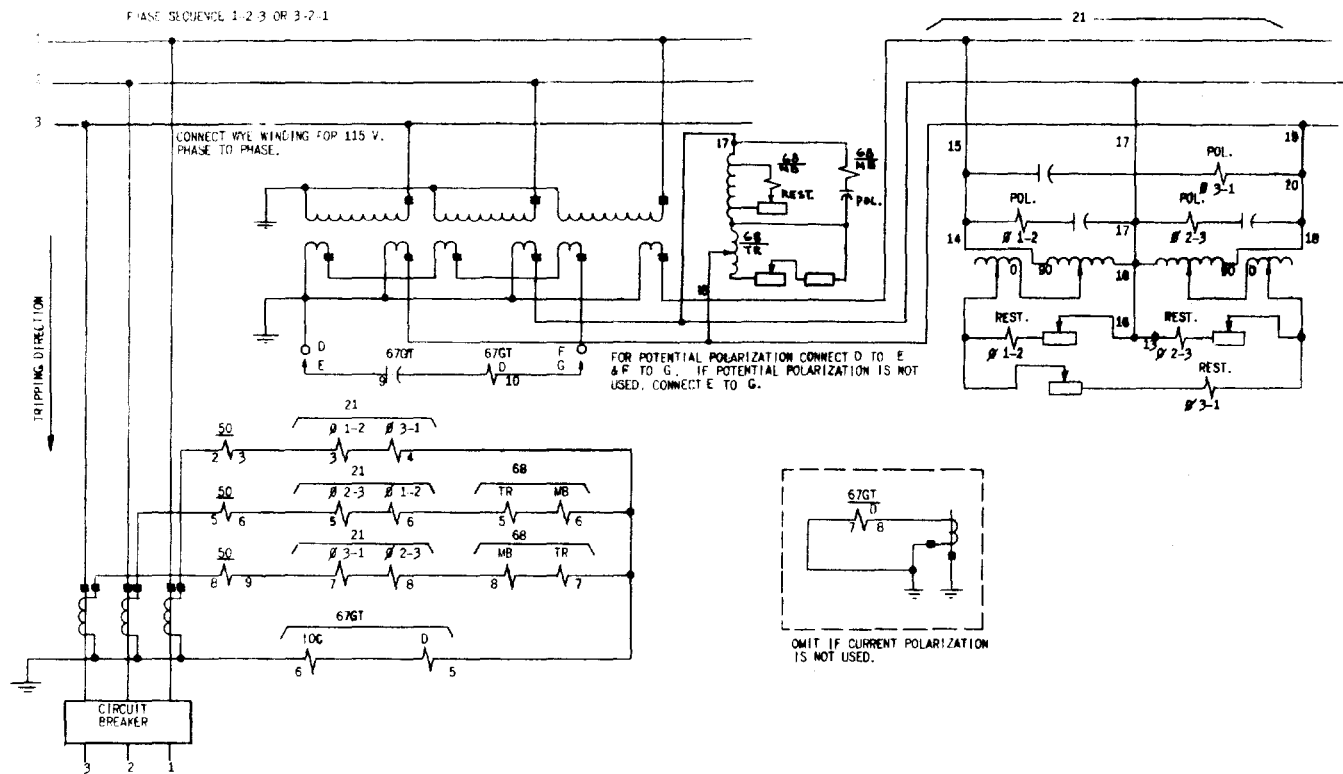 PHASE SEQUENCE 1-2-3 OR 3-2-1
21
1
2
3
CONNECT WYE WINDING FOR 115 V.
PHASE TO PHASE.
17
68
MB
REST.
68
MB
POL.
68
TR
18
15
17
19
POL.
Ø 3-1
20
POL.
Ø 1-2
POL.
Ø 2-3
14
17
18
0
90
18
90
0
REST.
Ø 1-2
16
13
REST.
Ø 2-3
REST.
Ø 3-1
TRIPPING DIRECTION
D
E
67GT
9
67GT
D
10
F
G
FOR POTENTIAL POLARIZATION CONNECT D TO E
& F TO G. IF POTENTIAL POLARIZATION IS NOT
USED, CONNECT E TO G.
21
50
Ø 1-2 Ø 3-1
2 3
3 4
21
68
50
Ø 2-3 Ø 1-2
TR MB
5 6
5 6
5 6
21
68
50
Ø 3-1 Ø 2-3
MB TR
8 9
7 8
8 7
67GT
IOG D
6 5
67GT
D
7 8
OMIT IF CURRENT POLARIZATION
IS NOT USED.
CIRCUIT
BREAKER
3 2 1